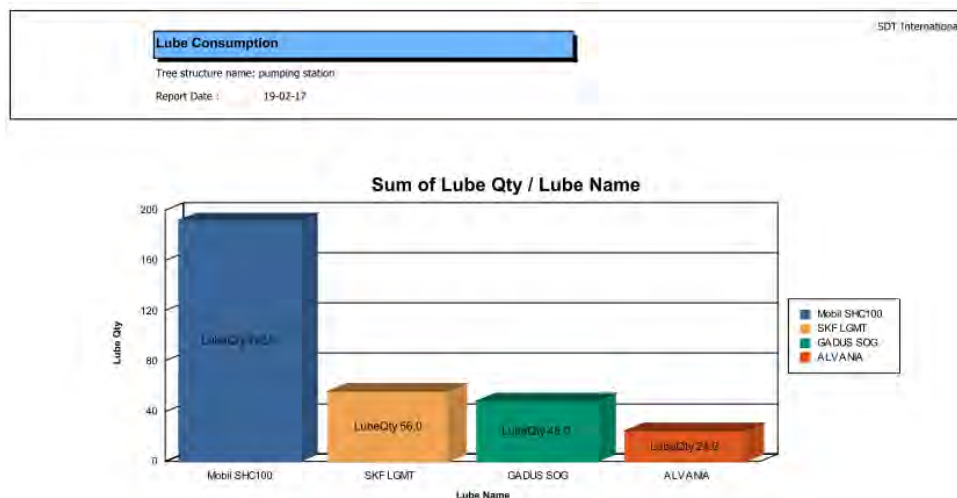 SDT International
Lube Consumption
Tree structure name: pumping station
Report Date : 19-02-17
Sum of Lube Qty / Lube Name
200
160
120
80
40
0
Lube Qty
LubeQty
LubeQty 56,0
LubeQty 48,0
LubeQty 24,0
Mobil SHC100
SKF LGMT
GADUS SOG
ALVANIA
Mobil SHC100 SKF LGMT GADUS SOG ALVANIA
Lube Name